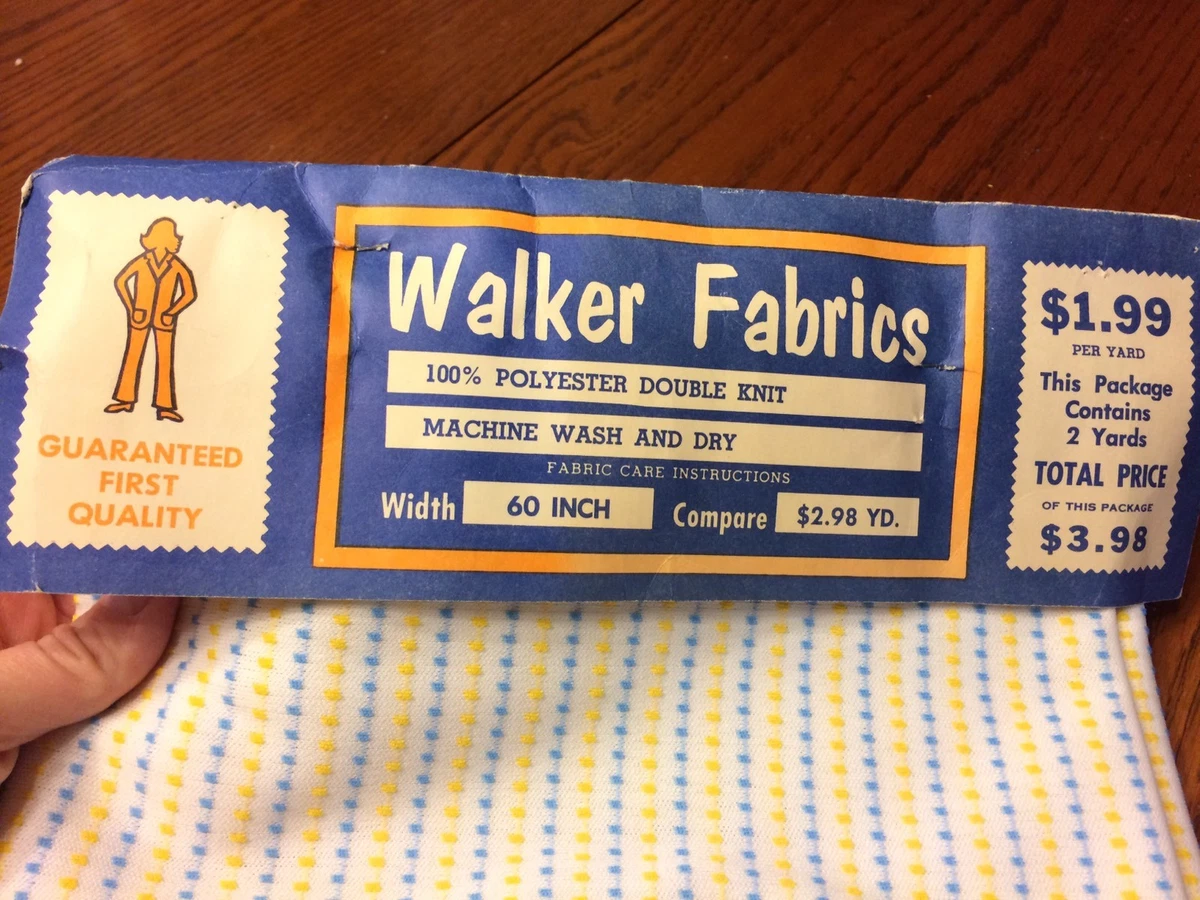 GUARANTEED
FIRST
QUALITY
Walker Fabrics
100% POLYESTER DOUBLE KNIT
MACHINE WASH AND DRY
FABRIC CARE INSTRUCTIONS
Width 60 INCH Compare $2.98 YD.
$1.99
PER YARD
This Package
Contains
2 Yards
TOTAL PRICE
OF THIS PACKAGE
$3.98